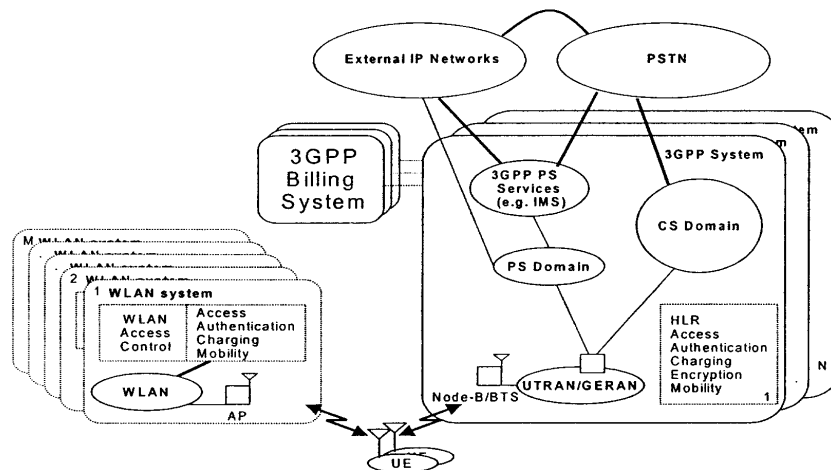 External IP Networks
PSTN
3GPP
Billing
System
3GPP System
3GPP PS
Services
(e.g. IMS)
CS Domain
PS Domain
HLR
Access
Authentication
Charging
Encryption
Mobility
1
N
Node-B/BTS
UTRAN/GERAN
M WLAN system
2
1 WLAN system
WLAN
Access
Control
Access
Authentication
Charging
Mobility
WLAN
AP
UE